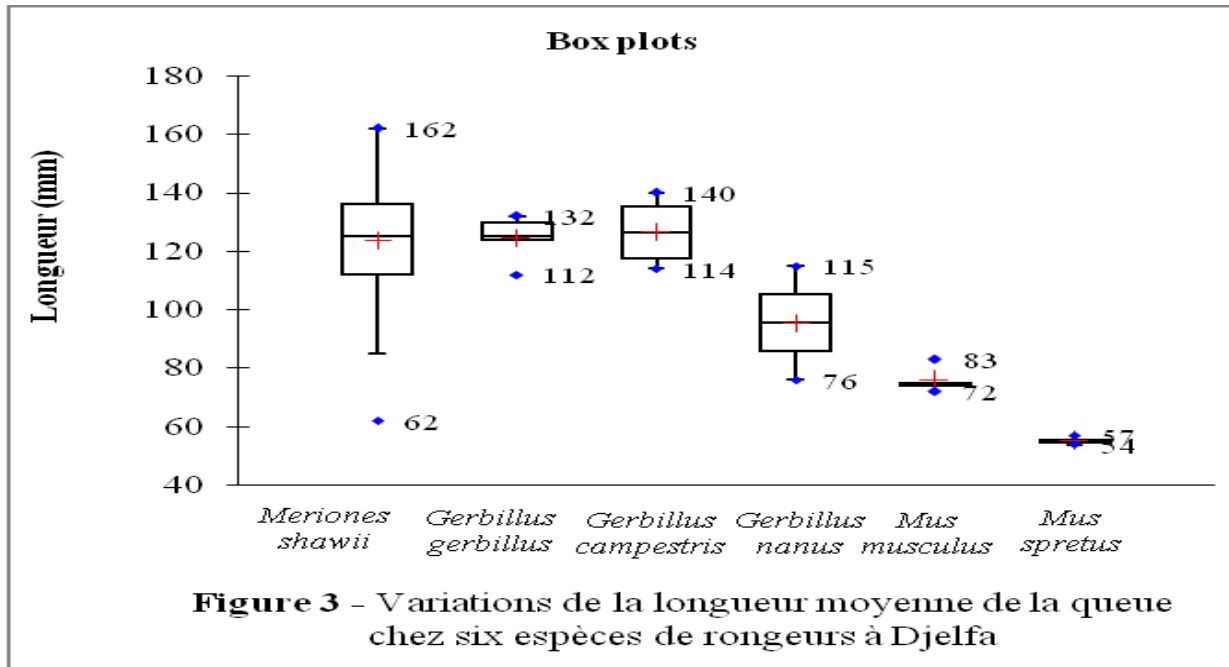 Box plots
Longueur (mm)
180
160
140
120
100
80
60
40
162
62
132
112
140
114
115
76
83
72
57
54
Meriones shawii
Gerbillus gerbillus
Gerbillus campestris
Gerbillus nanus
Mus musculus
Mus spretus
Figure 3 – Variations de la longueur moyenne de la queue
chez six espèces de rongeurs à Djelfa